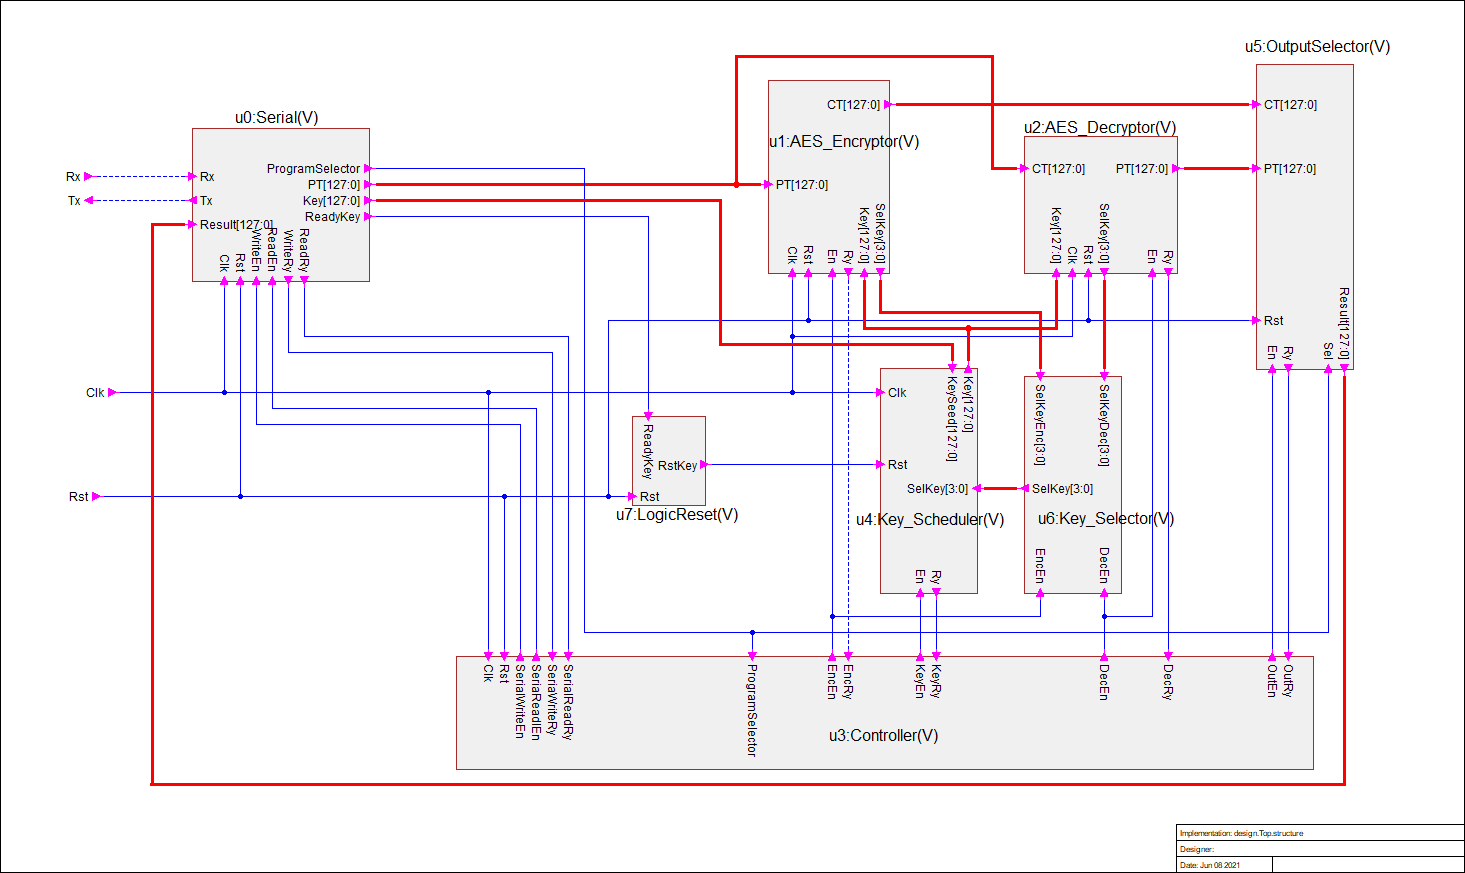 u5:OutputSelector(V)
CT[127:0]
PT[127:0]
Rst
En
Ry
Sel
Result[127:0]
u1:AES_Encryptor(V)
CT[127:0]
PT[127:0]
Clk
Rst
En
Ry
Key[127:0]
SelKey[3:0]
u2:AES_Decryptor(V)
CT[127:0]
PT[127:0]
Key[127:0]
Clk
Rst
SelKey[3:0]
En
Ry
u0:Serial(V)
ProgramSelector
PT[127:0]
Key[127:0]
ReadyKey
Rx
Rx
Tx
Tx
Result[127:0]
Clk
Rst
WriteEn
ReadEn
WriteRy
ReadRy
Clk
Rst
ReadyKey
RstKey
Rst
u7:LogicReset(V)
Clk
KeySeed[127:0]
Key[127:0]
Rst
SelKey[3:0]
u4:Key_Scheduler(V)
En
Ry
SelKeyEnc[3:0]
SelKeyDec[3:0]
SelKey[3:0]
u6:Key_Selector(V)
EncEn
DecEn
Clk
Rst
SerialWriteEn
SeriaReadlEn
SerialWriteRy
SerialReadRy
ProgramSelector
EncEn
EncRy
KeyEn
KeyRy
DecEn
DecRy
OutEn
OutRy
u3:Controller(V)
Implementation: design.Top.structure
Designer:
Date: Jun 08 2021